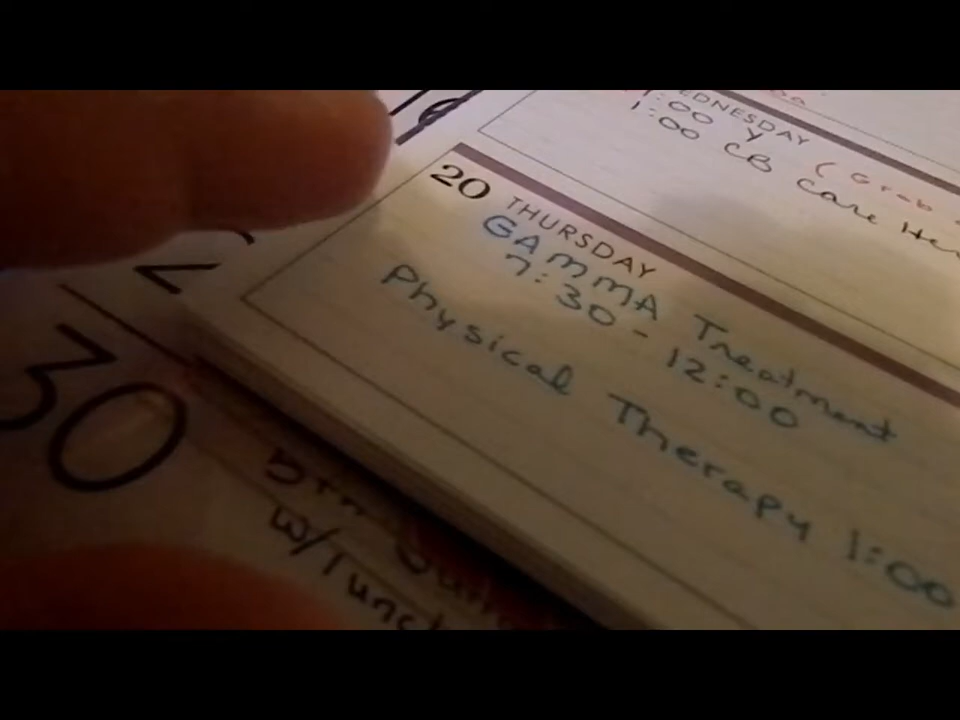 WEDNESDAY
1:00 Y (Grab
1:00 CB Care
20 THURSDAY
GAMMA Treatment
7:30 - 12:00
Physical Therapy 1:00
30
w/Lunch